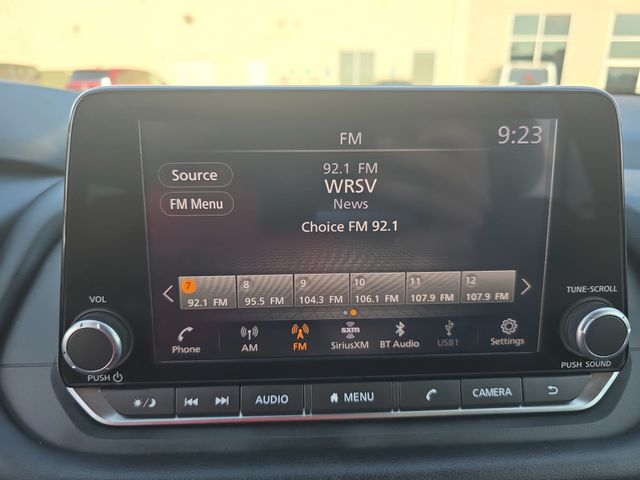 FM
9:23
Source
FM Menu
92.1 FM
WRSV
News
Choice FM 92.1
7 8 9 10 11 12
92.1 FM 95.5 FM 104.3 FM 106.1 FM 107.9 FM 107.9 FM
sxm
Phone AM FM SiriusXM BT Audio USB1 Settings
VOL
PUSH
TUNE·SCROLL
PUSH SOUND
AUDIO MENU CAMERA